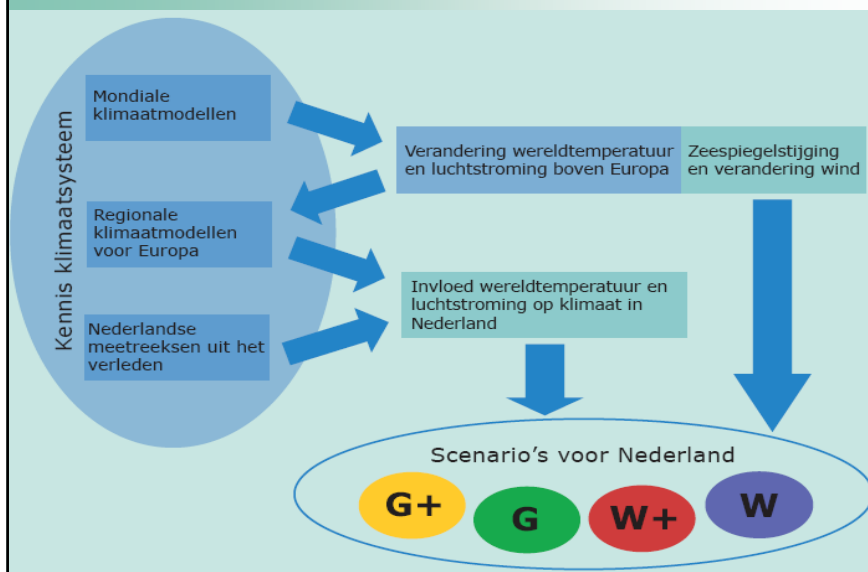 Kennis klimaatsysteem
Mondiale
klimaatmodellen
Verandering wereldtemperatuur
en luchtstroming boven Europa
Zeespiegelstijging
en verandering wind
Regionale
klimaatmodellen
voor Europa
Invloed wereldtemperatuur en
luchtstroming op klimaat in
Nederland
Nederlandse
meetreeksen uit het
verleden
Scenario's voor Nederland
G+
G
W+
W